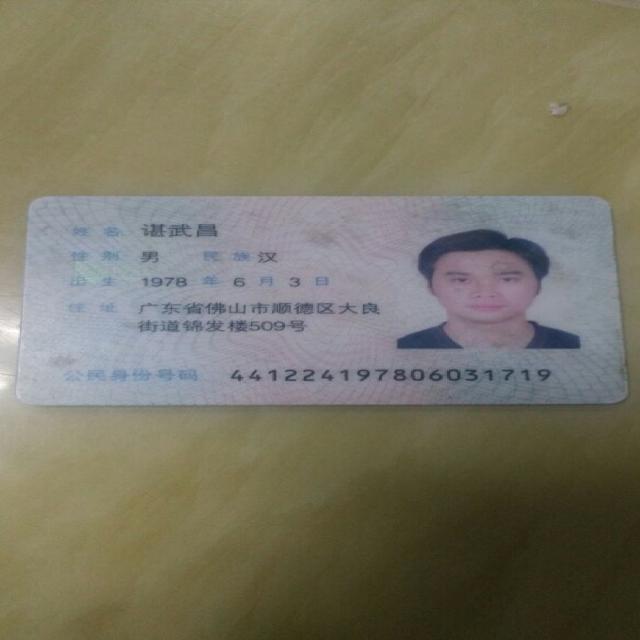 姓名 谌武昌
性别 男 民族 汉
出生 1978 年 6 月 3 日
住址 广东省佛山市顺德区大良
街道锦发楼509号
公民身份号码 441224197806031719